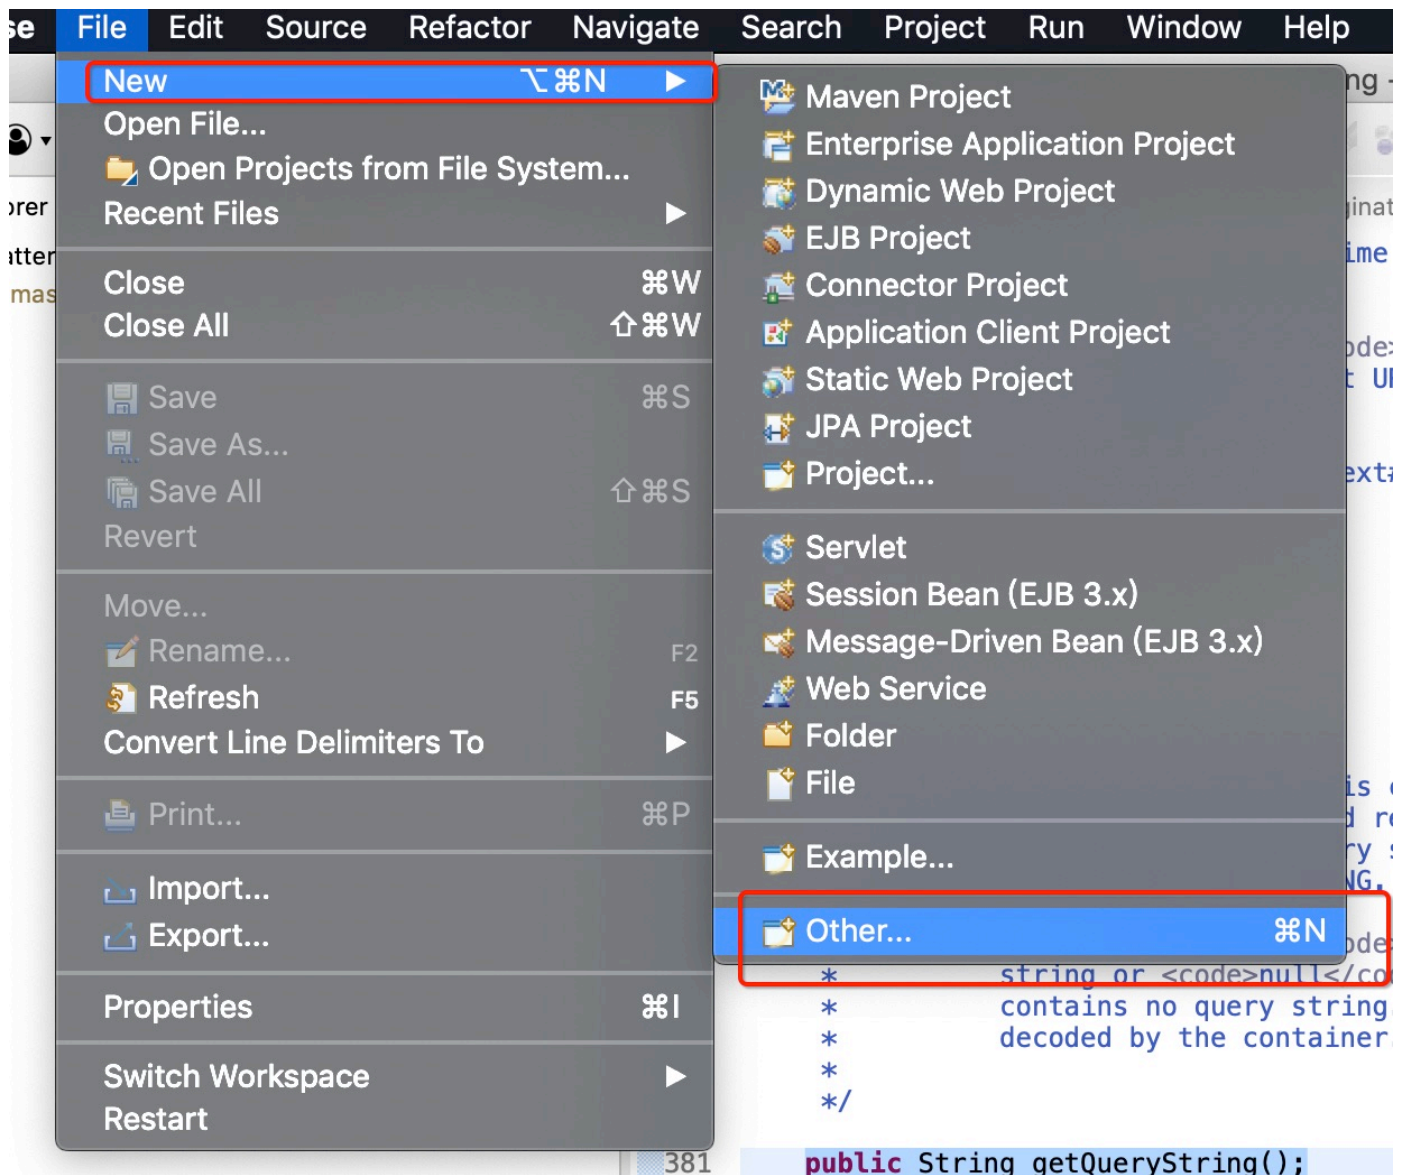 File Edit Source Refactor Navigate Search Project Run Window Help
New ⌥⌘N ▶
Open File...
Open Projects from File System...
Recent Files ▶
Close ⌘W
Close All ⇧⌘W
Save ⌘S
Save As...
Save All ⇧⌘S
Revert
Move...
Rename... F2
Refresh F5
Convert Line Delimiters To ▶
Print... ⌘P
Import...
Export...
Properties ⌘I
Switch Workspace ▶
Restart
Maven Project
Enterprise Application Project
Dynamic Web Project
EJB Project
Connector Project
Application Client Project
Static Web Project
JPA Project
Project...
Servlet
Session Bean (EJB 3.x)
Message-Driven Bean (EJB 3.x)
Web Service
Folder
File
Example...
Other... ⌘N
* string or <code>null</co
* contains no query string
* decoded by the container
*
*/
381 public String getQueryString();